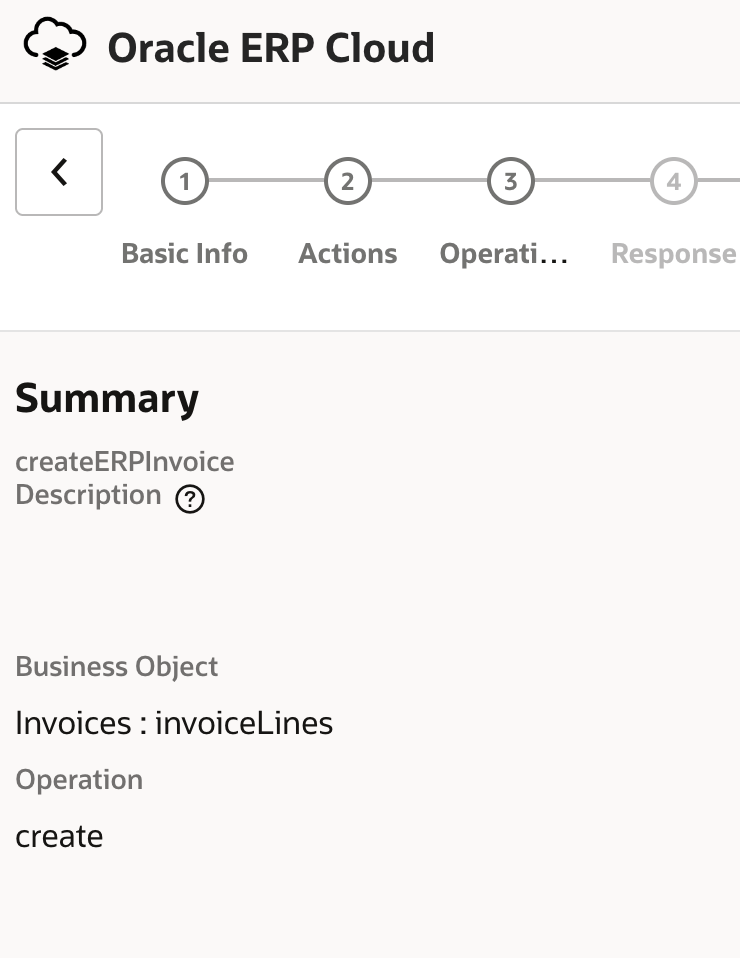 Oracle ERP Cloud
1 2 3 4
Basic Info Actions Operati... Response
Summary
createERPInvoice
Description ?
Business Object
Invoices : invoiceLines
Operation
create